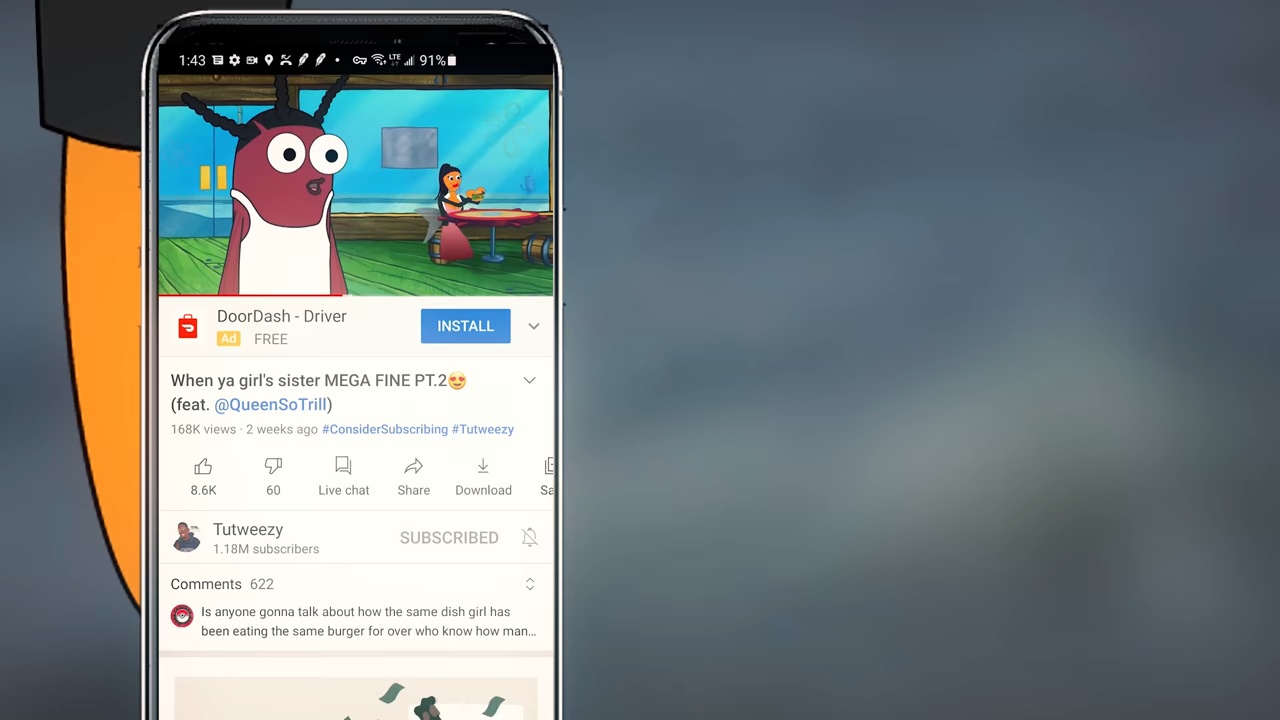 1:43 LTE 91%
DoorDash - Driver
Ad FREE
INSTALL
When ya girl's sister MEGA FINE PT.2😍
(feat. @QueenSoTrill)
168K views · 2 weeks ago #ConsiderSubscribing #Tutweezy
8.6K 60 Live chat Share Download Sa
Tutweezy
1.18M subscribers
SUBSCRIBED
Comments 622
Is anyone gonna talk about how the same dish girl has
been eating the same burger for over who know how man...